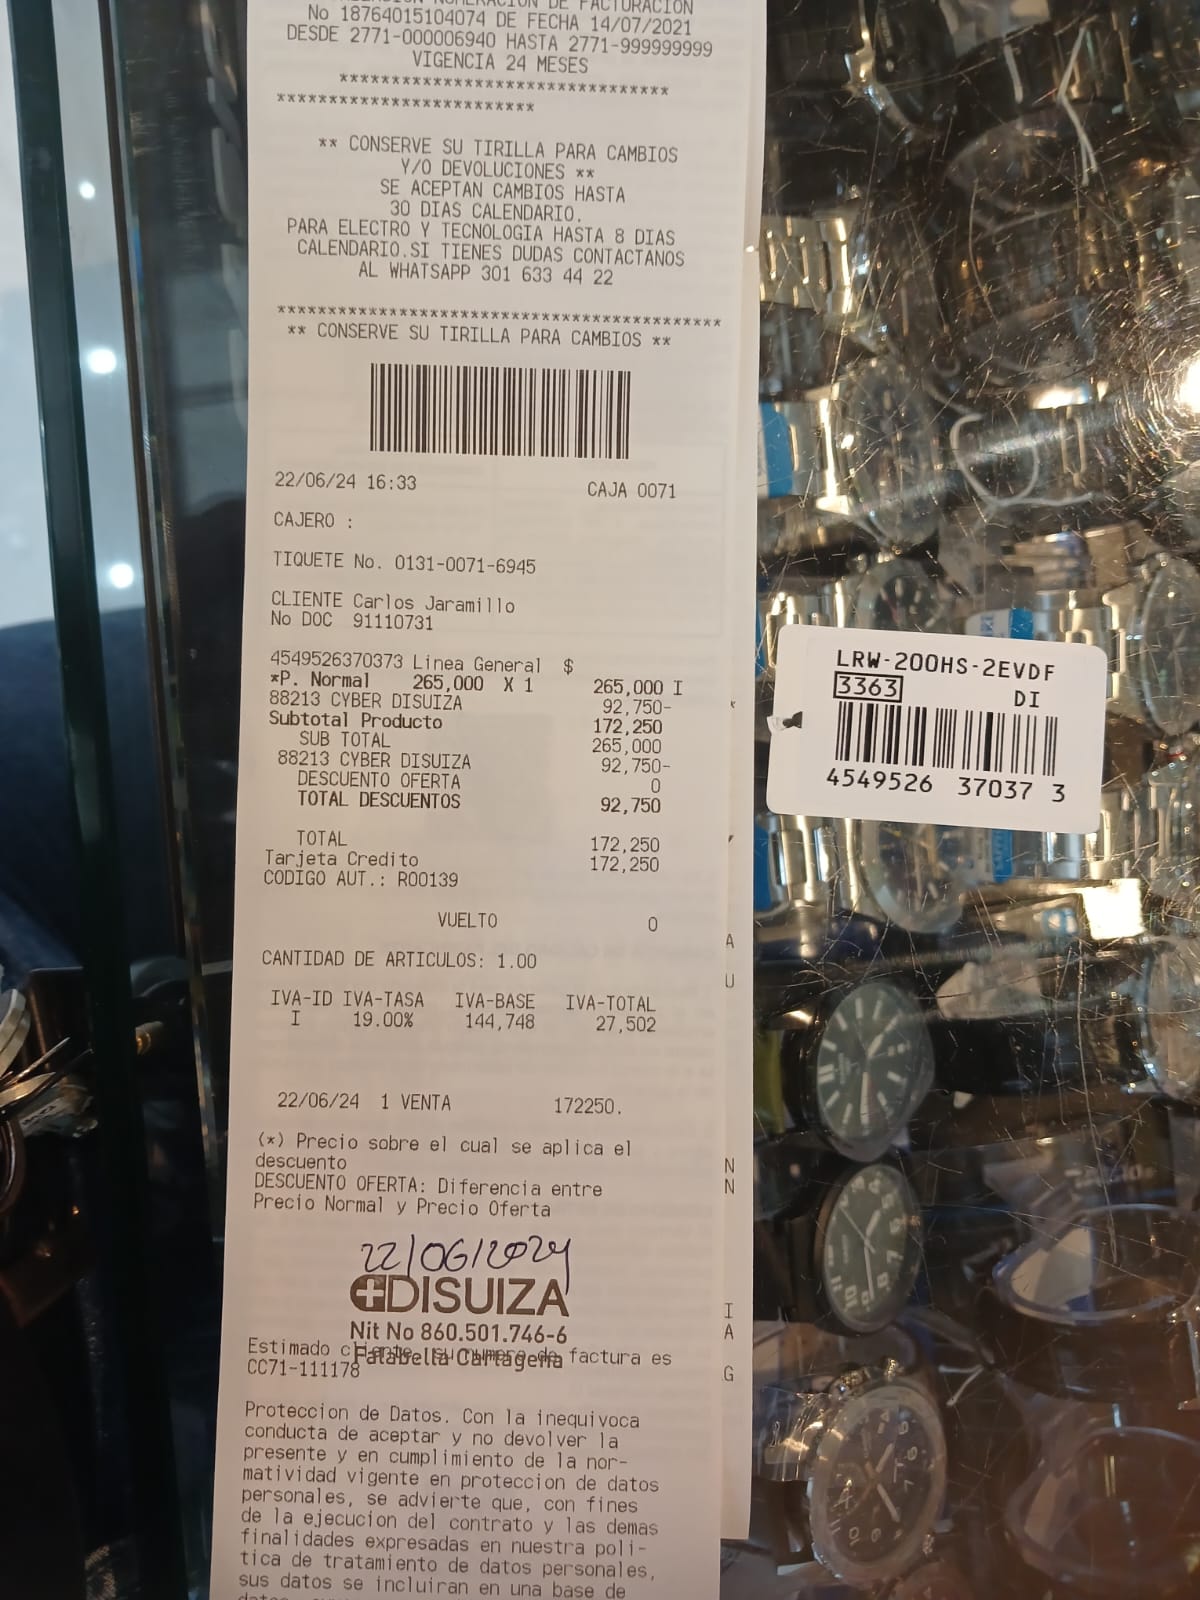 NUMERACION DE FACTURACION
No 18764015104074 DE FECHA 14/07/2021
DESDE 2771-000006940 HASTA 2771-999999999
VIGENCIA 24 MESES
********************************
*************************
** CONSERVE SU TIRILLA PARA CAMBIOS
Y/O DEVOLUCIONES **
SE ACEPTAN CAMBIOS HASTA
30 DIAS CALENDARIO.
PARA ELECTRO Y TECNOLOGIA HASTA 8 DIAS
CALENDARIO.SI TIENES DUDAS CONTACTANOS
AL WHATSAPP 301 633 44 22
*******************************************
** CONSERVE SU TIRILLA PARA CAMBIOS **
22/06/24 16:33 CAJA 0071
CAJERO :
TIQUETE No. 0131-0071-6945
CLIENTE Carlos Jaramillo
No DOC 91110731
4549526370373 Linea General $
*P. Normal 265,000 X 1 265,000 I
88213 CYBER DISUIZA 92,750-
Subtotal Producto 172,250
SUB TOTAL 265,000
88213 CYBER DISUIZA 92,750-
DESCUENTO OFERTA 0
TOTAL DESCUENTOS 92,750
TOTAL 172,250
Tarjeta Credito 172,250
CODIGO AUT.: R00139
VUELTO 0
CANTIDAD DE ARTICULOS: 1.00
IVA-ID IVA-TASA IVA-BASE IVA-TOTAL
I 19.00% 144,748 27,502
22/06/24 1 VENTA 172250.
(*) Precio sobre el cual se aplica el
descuento
DESCUENTO OFERTA: Diferencia entre
Precio Normal y Precio Oferta
22/06/2024
DISUIZA
Nit No 860.501.746-6
Falabella Cartagena
Estimado su numero de factura es
CC71-111178
Proteccion de Datos. Con la inequivoca
conducta de aceptar y no devolver la
presente y en cumplimiento de la nor-
matividad vigente en proteccion de datos
personales, se advierte que, con fines
de la ejecucion del contrato y las demas
finalidades expresadas en nuestra poli-
tica de tratamiento de datos personales,
sus datos se incluiran en una base de
LRW-200HS-2EVDF
3363 DI
4549526 37037 3